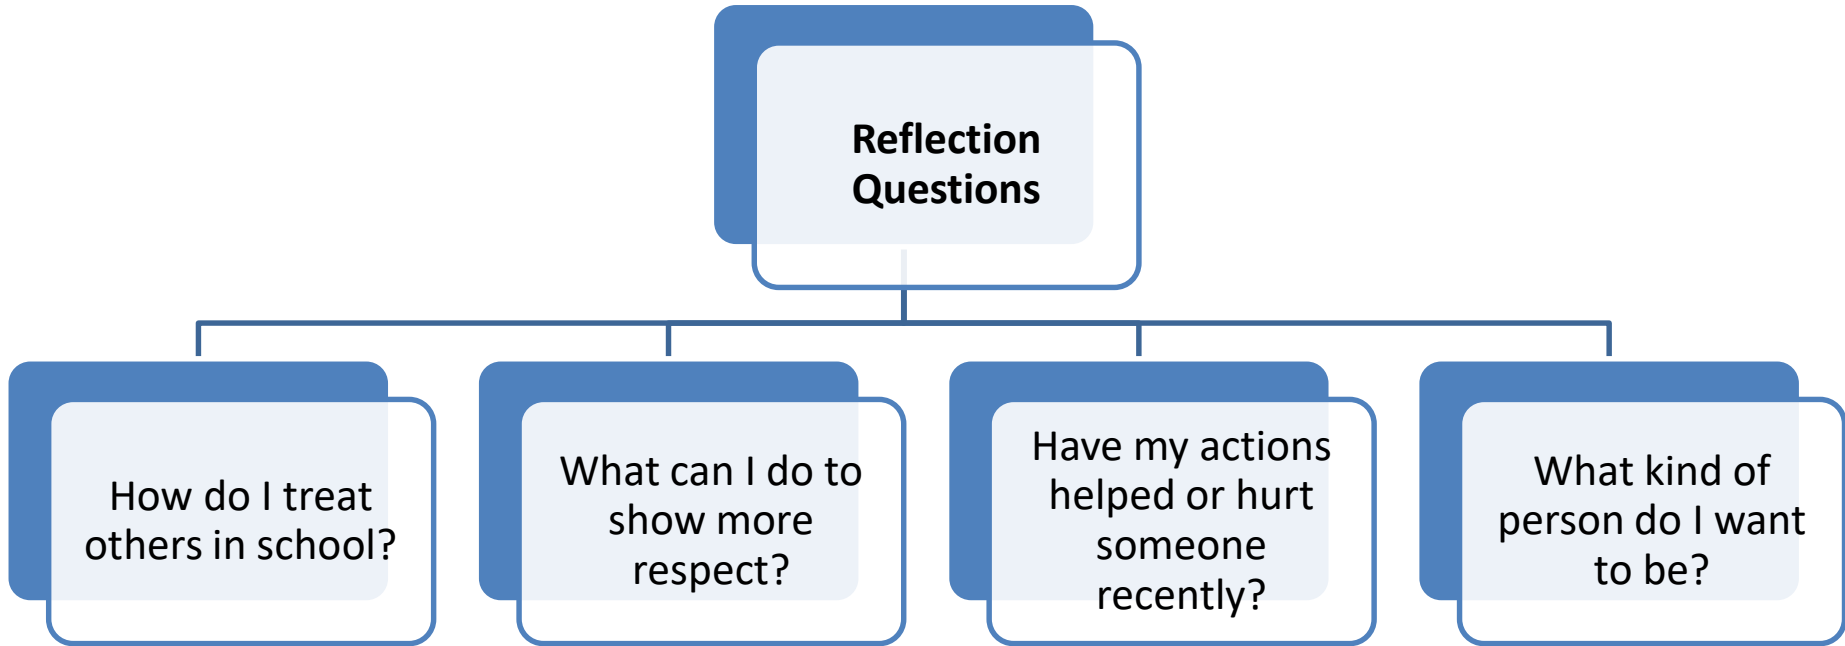 Reflection
Questions
How do I treat
others in school?
What can I do to
show more
respect?
Have my actions
helped or hurt
someone
recently?
What kind of
person do I want
to be?